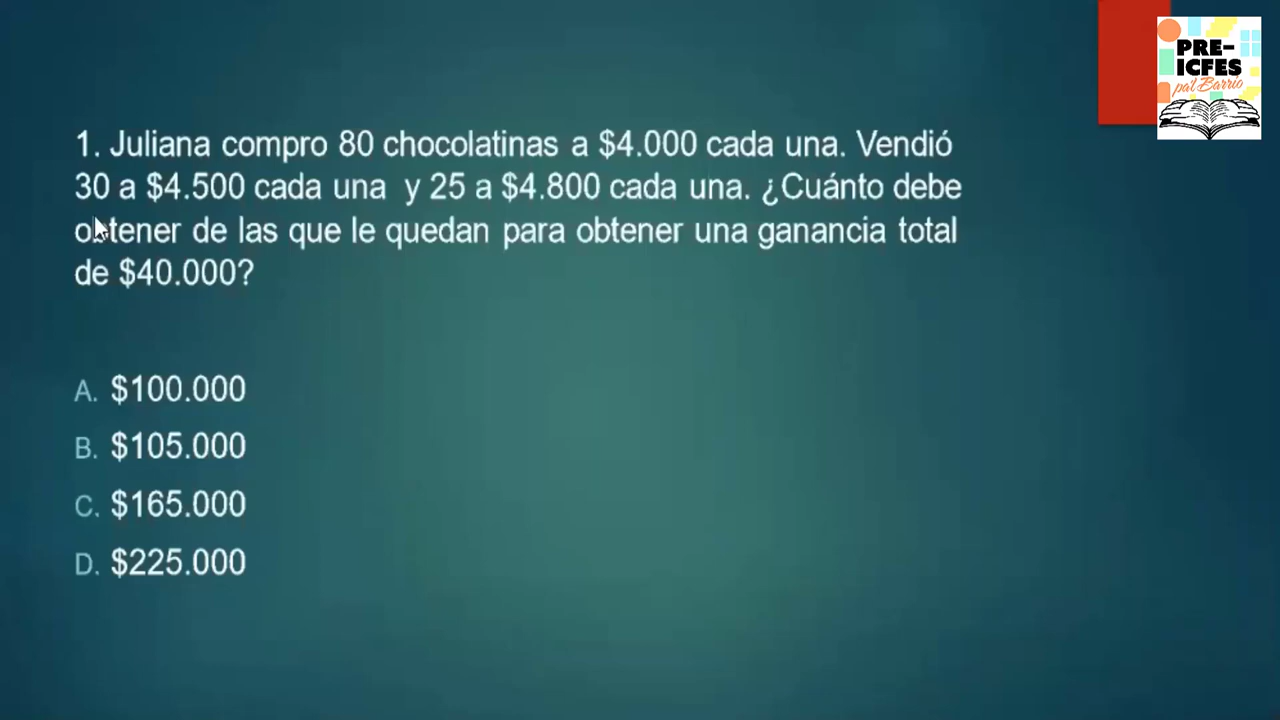 PRE-
ICFES
pa'l Barrio
1. Juliana compro 80 chocolatinas a $4.000 cada una. Vendió
30 a $4.500 cada una y 25 a $4.800 cada una. ¿Cuánto debe
obtener de las que le quedan para obtener una ganancia total
de $40.000?
A. $100.000
B. $105.000
C. $165.000
D. $225.000